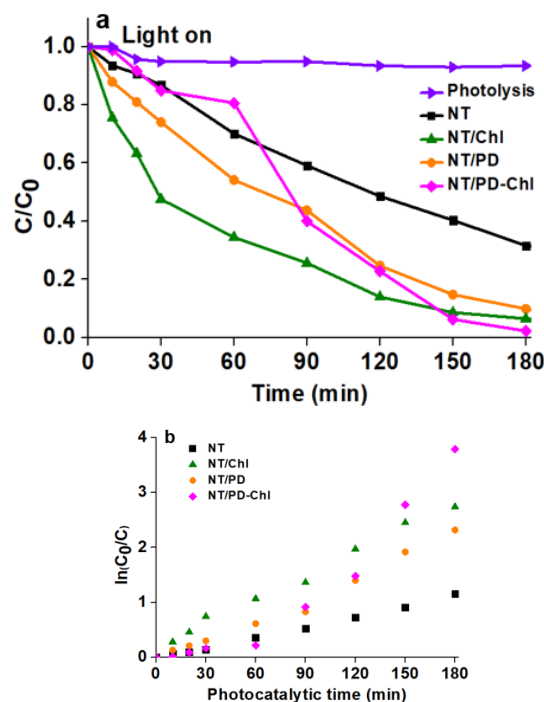 a
Light on
1.0
0.8
0.6
0.4
0.2
0.0
C/C0
Photolysis
NT
NT/Chl
NT/PD
NT/PD-Chl
0 30 60 90 120 150 180
Time (min)
b
NT
NT/Chl
NT/PD
NT/PD-Chl
4
3
2
1
0
ln(C0/C)
0 30 60 90 120 150 180
Photocatalytic time (min)